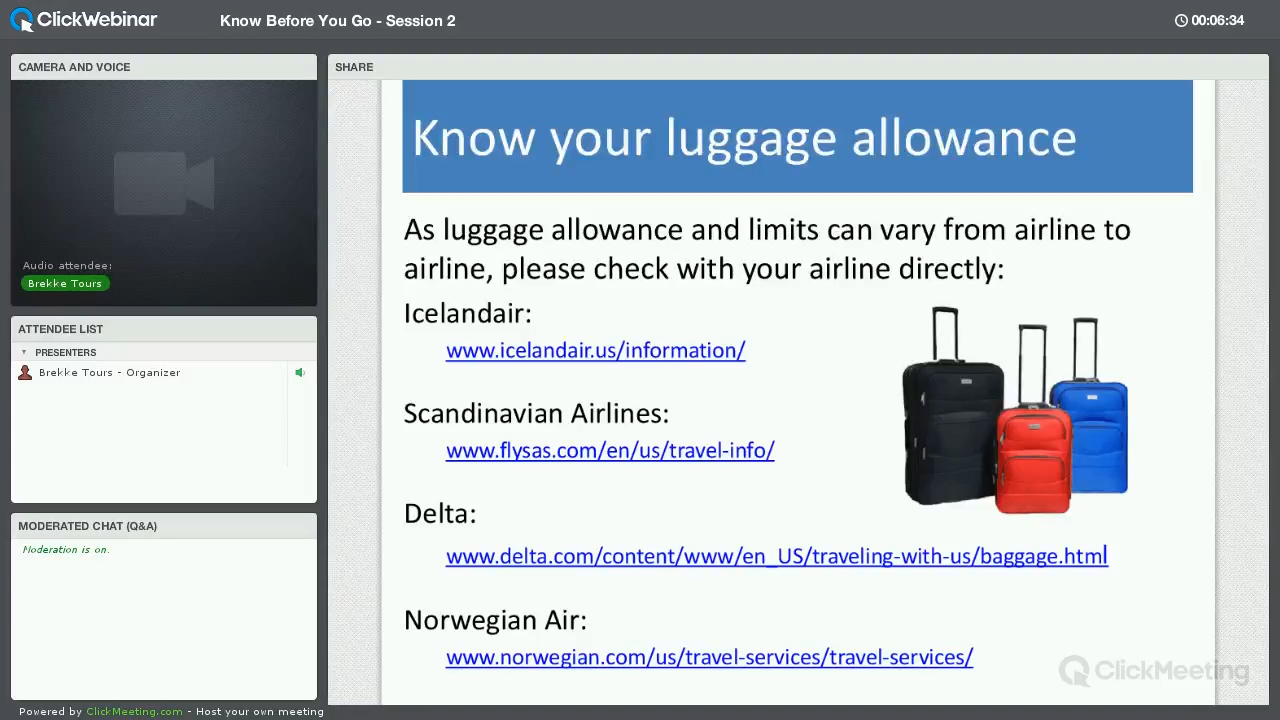 ClickWebinar
Know Before You Go - Session 2
00:06:34
CAMERA AND VOICE
Audio attendee:
Brekke Tours
ATTENDEE LIST
PRESENTERS
Brekke Tours - Organizer
MODERATED CHAT (Q&A)
Moderation is on.
Powered by ClickMeeting.com - Host your own meeting
SHARE
Know your luggage allowance
As luggage allowance and limits can vary from airline to
airline, please check with your airline directly:
Icelandair:
www.icelandair.us/information/
Scandinavian Airlines:
www.flysas.com/en/us/travel-info/
Delta:
www.delta.com/content/www/en_US/traveling-with-us/baggage.html
Norwegian Air:
www.norwegian.com/us/travel-services/travel-services/
ClickMeeting